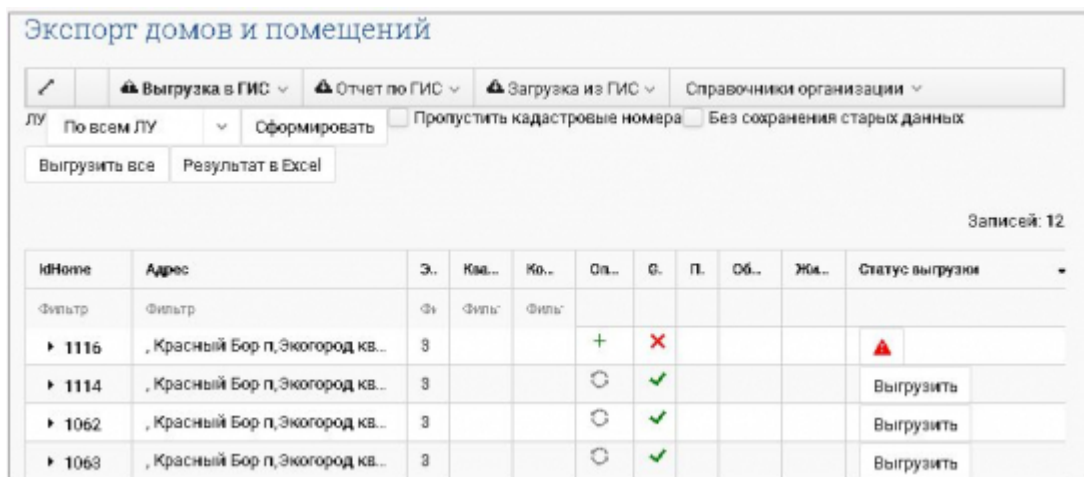 Экспорт домов и помещений
Выгрузка в ГИС Отчет по ГИС Загрузка из ГИС Справочники организации
ЛУ По всем ЛУ Сформировать Пропустить кадастровые номера Без сохранения старых данных
Выгрузить все Результат в Excel
Записей: 12
IdHome Адрес Э.. Ква... Ко... Оп... G. П. Об... Жи... Статус выгрузки
Фильтр Фильтр Фи Фильт Фильт
1116 , Красный Бор п,Экогород кв... 3
1114 , Красный Бор п,Экогород кв... 3 Выгрузить
1062 , Красный Бор п,Экогород кв... 3 Выгрузить
1063 , Красный Бор п,Экогород кв... 3 Выгрузить